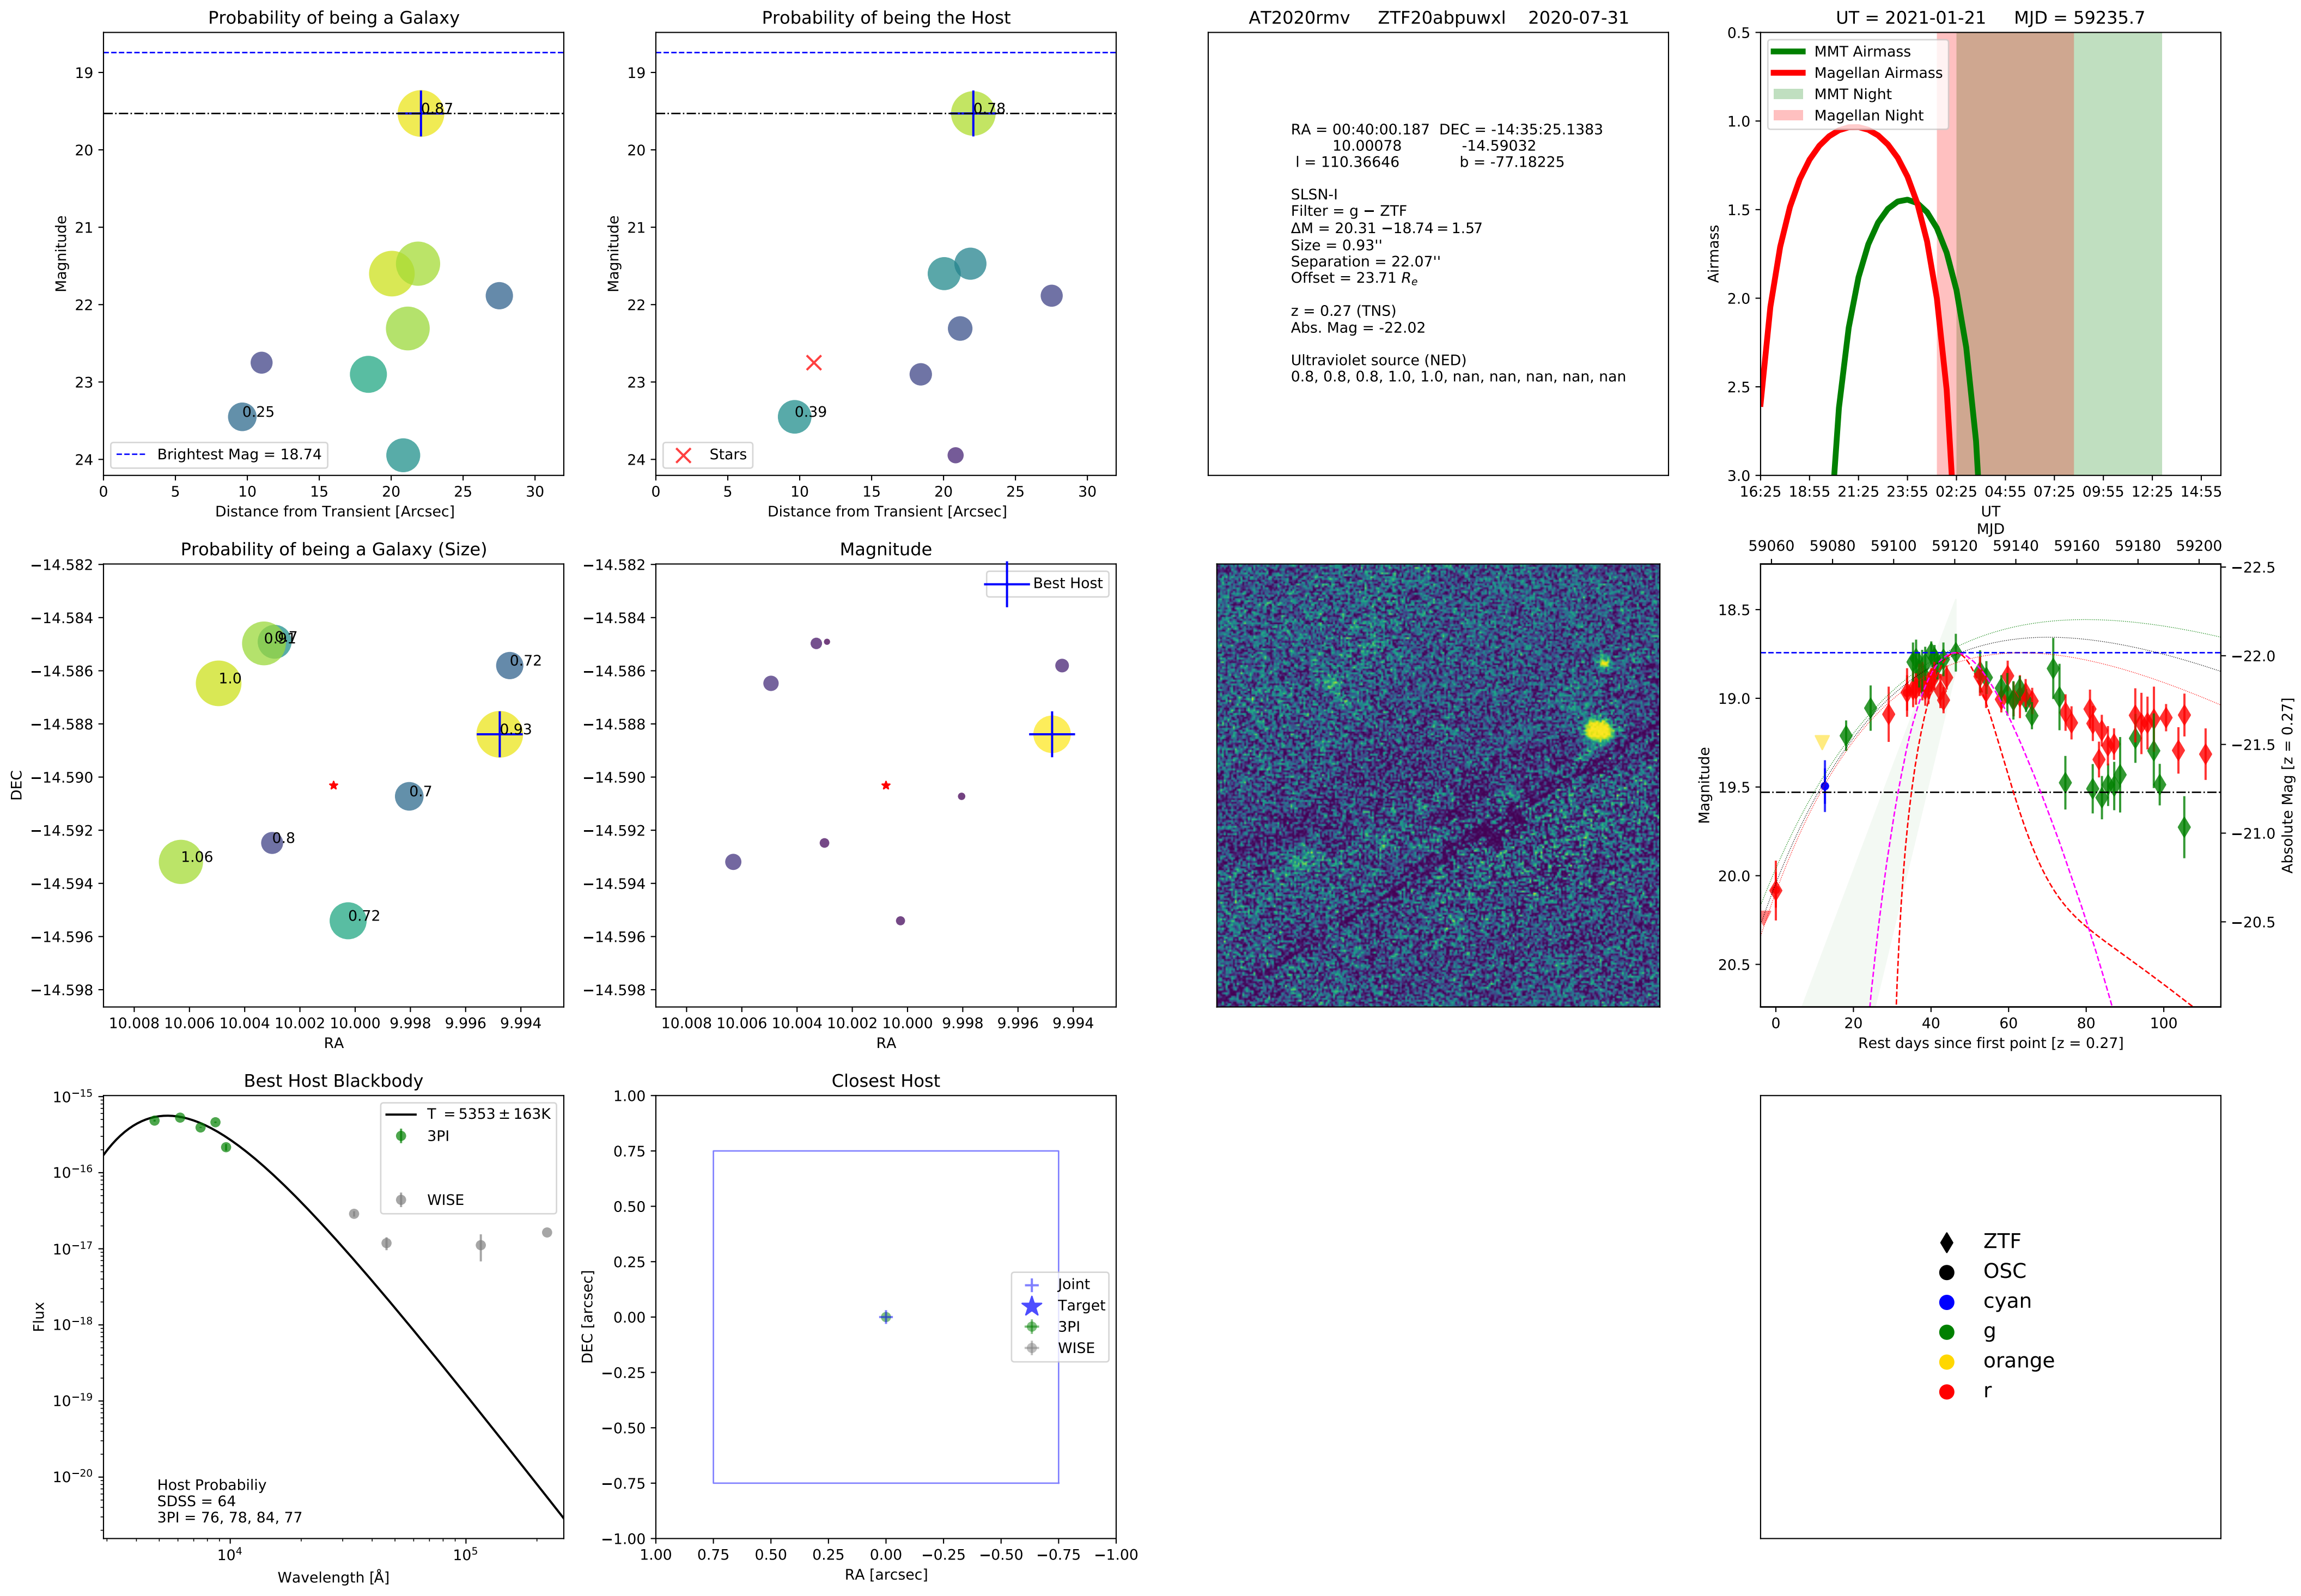 Probability of being a Galaxy
Magnitude
19
20
21
22
23
24
0.87
0.25
Brightest Mag = 18.74
0 5 10 15 20 25 30
Distance from Transient [Arcsec]
Probability of being the Host
Magnitude
19
20
21
22
23
24
0.78
0.39
Stars
0 5 10 15 20 25 30
Distance from Transient [Arcsec]
AT2020rmv ZTF20abpuwxl 2020-07-31
RA = 00:40:00.187 DEC = -14:35:25.1383
10.00078 -14.59032
l = 110.36646 b = -77.18225
SLSN-I
Filter = g − ZTF
ΔM = 20.31 −18.74 = 1.57
Size = 0.93''
Separation = 22.07''
Offset = 23.71 Re
z = 0.27 (TNS)
Abs. Mag = -22.02
Ultraviolet source (NED)
0.8, 0.8, 0.8, 1.0, 1.0, nan, nan, nan, nan, nan
UT = 2021-01-21 MJD = 59235.7
Airmass
0.5
1.0
1.5
2.0
2.5
3.0
MMT Airmass
Magellan Airmass
MMT Night
Magellan Night
16:25 18:55 21:25 23:55 02:25 04:55 07:25 09:55 12:25 14:55
UT
Probability of being a Galaxy (Size)
DEC
−14.582
−14.584
−14.586
−14.588
−14.590
−14.592
−14.594
−14.596
−14.598
0.91
0.7
0.72
1.0
0.93
0.7
0.8
1.06
0.72
10.008 10.006 10.004 10.002 10.000 9.998 9.996 9.994
RA
Magnitude
−14.582
−14.584
−14.586
−14.588
−14.590
−14.592
−14.594
−14.596
−14.598
Best Host
10.008 10.006 10.004 10.002 10.000 9.998 9.996 9.994
RA
MJD
59060 59080 59100 59120 59140 59160 59180 59200
Magnitude
18.5
19.0
19.5
20.0
20.5
−22.5
−22.0
−21.5
−21.0
−20.5
Absolute Mag [z = 0.27]
0 20 40 60 80 100
Rest days since first point [z = 0.27]
Best Host Blackbody
Flux
10−15
10−16
10−17
10−18
10−19
10−20
T = 5353 ± 163K
3PI
WISE
Host Probabiliy
SDSS = 64
3PI = 76, 78, 84, 77
104 105
Wavelength [Å]
Closest Host
DEC [arcsec]
1.00
0.75
0.50
0.25
0.00
−0.25
−0.50
−0.75
−1.00
Joint
Target
3PI
WISE
1.00 0.75 0.50 0.25 0.00 −0.25 −0.50 −0.75 −1.00
RA [arcsec]
ZTF
OSC
cyan
g
orange
r